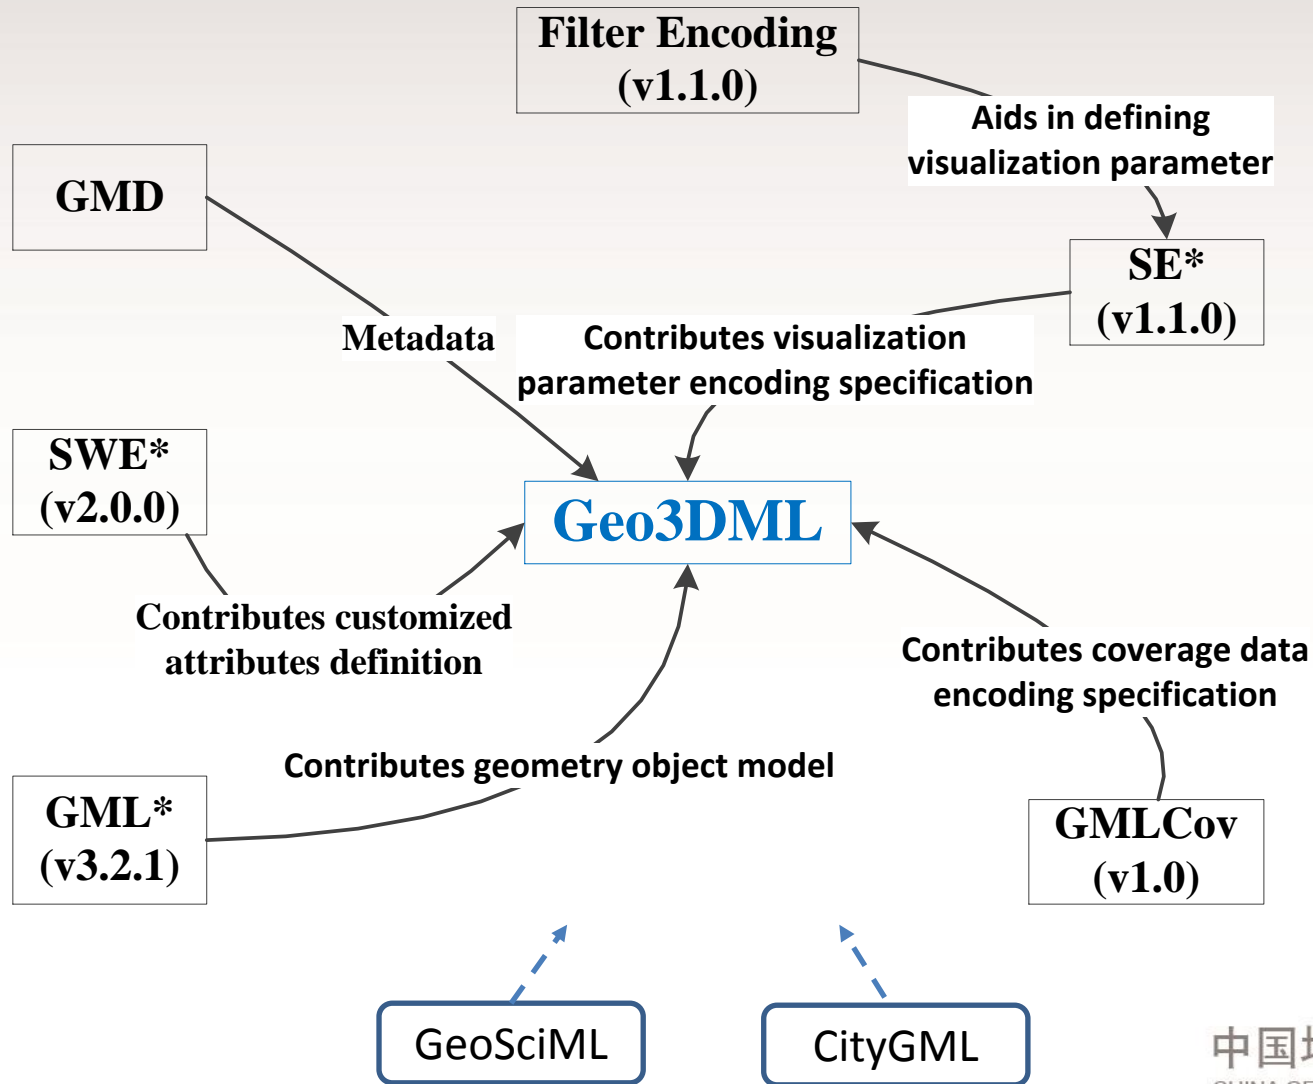 Filter Encoding
(v1.1.0)
Aids in defining
visualization parameter
GMD
SE*
(v1.1.0)
Metadata
Contributes visualization
parameter encoding specification
SWE*
(v2.0.0)
Geo3DML
Contributes customized
attributes definition
Contributes coverage data
encoding specification
Contributes geometry object model
GML*
(v3.2.1)
GMLCov
(v1.0)
GeoSciML
CityGML
中国